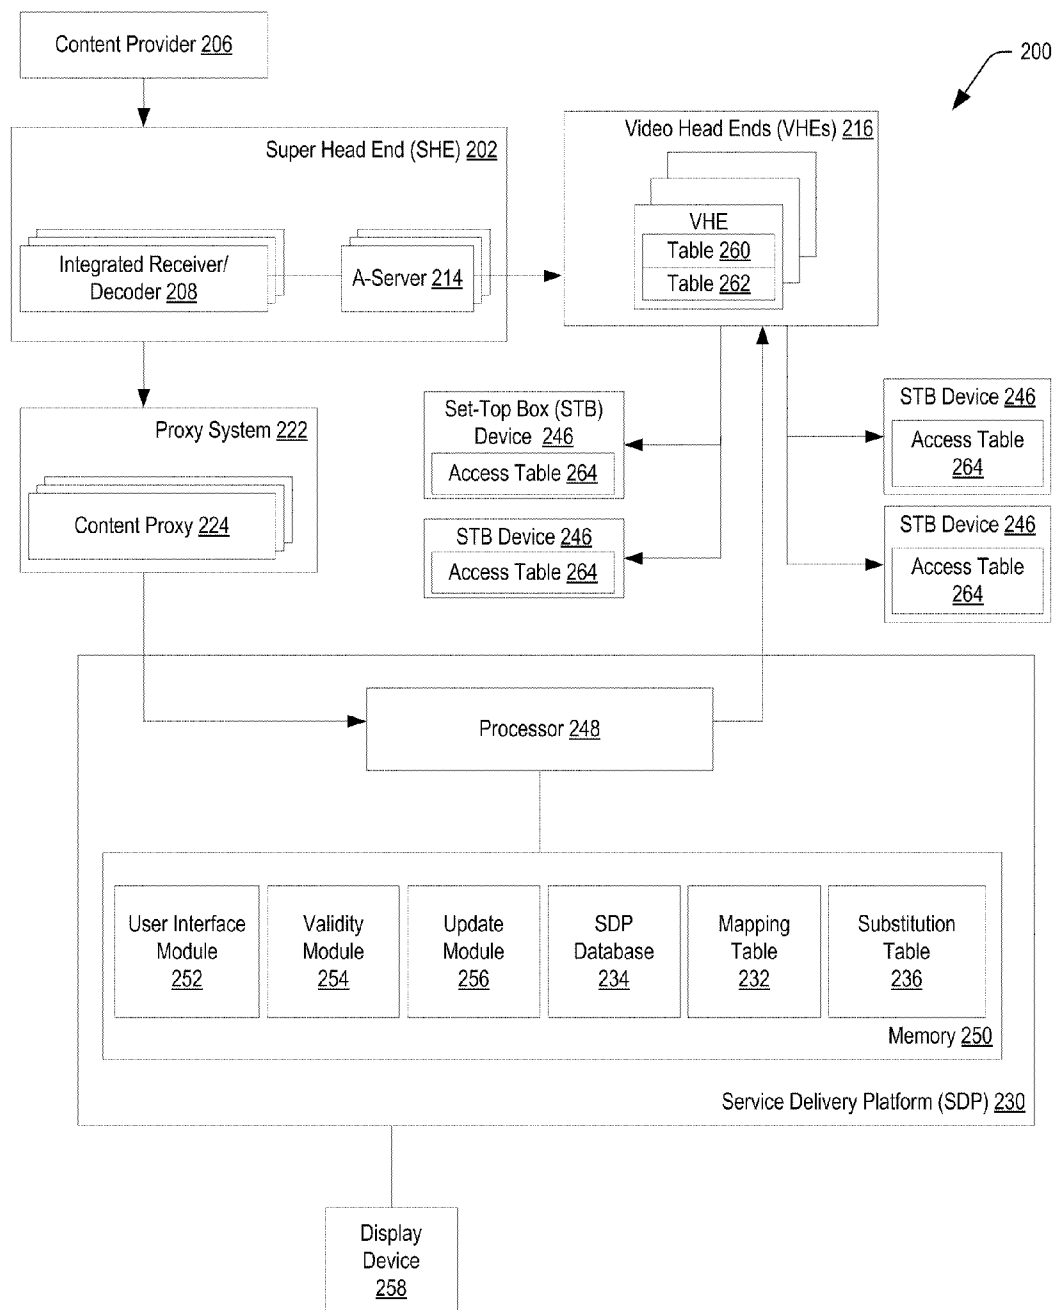 Content Provider 206
200
Super Head End (SHE) 202
Integrated Receiver/
Decoder 208
A-Server 214
Video Head Ends (VHEs) 216
VHE
Table 260
Table 262
Proxy System 222
Content Proxy 224
Set-Top Box (STB)
Device 246
Access Table 264
STB Device 246
Access Table 264
STB Device 246
Access Table
264
STB Device 246
Access Table
264
Processor 248
User Interface
Module
252
Validity
Module
254
Update
Module
256
SDP
Database
234
Mapping
Table
232
Substitution
Table
236
Memory 250
Service Delivery Platform (SDP) 230
Display
Device
258